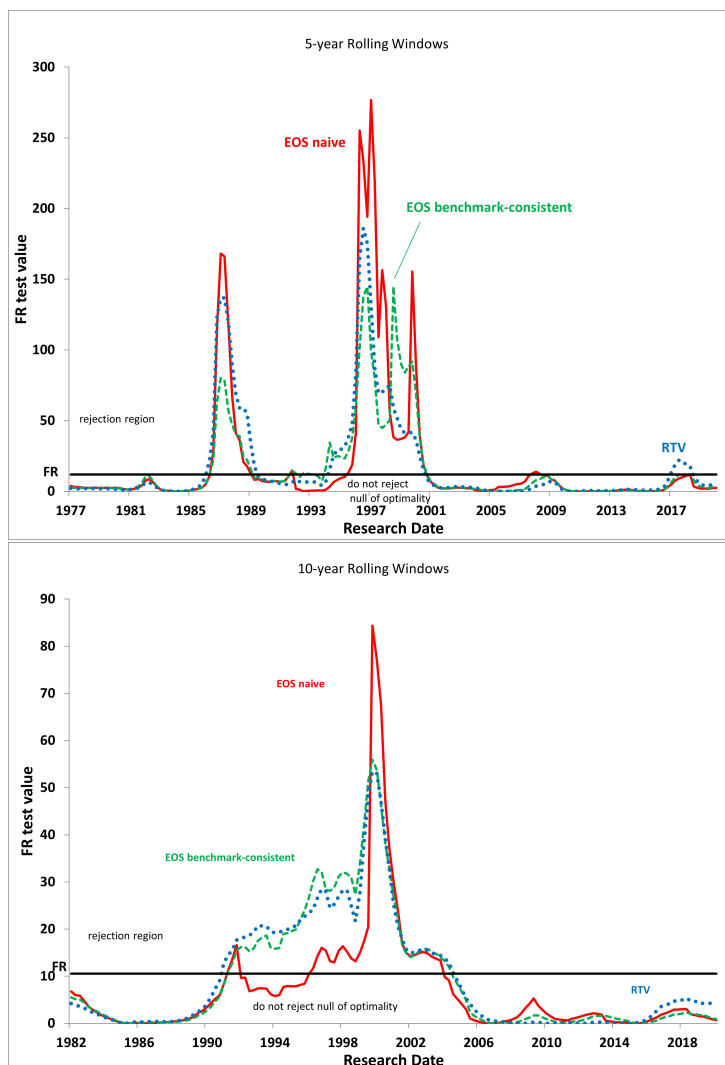 5-year Rolling Windows
300
250
200
150
100
50
0
FR test value
EOS naive
EOS benchmark-consistent
rejection region
FR
RTV
do not reject
null of optimality
1977 1981 1985 1989 1993 1997 2001 2005 2009 2013 2017
Research Date
10-year Rolling Windows
90
80
70
60
50
40
30
20
10
0
FR test value
EOS naive
EOS benchmark-consistent
rejection region
FR
RTV
do not reject null of optimality
1982 1986 1990 1994 1998 2002 2006 2010 2014 2018
Research Date